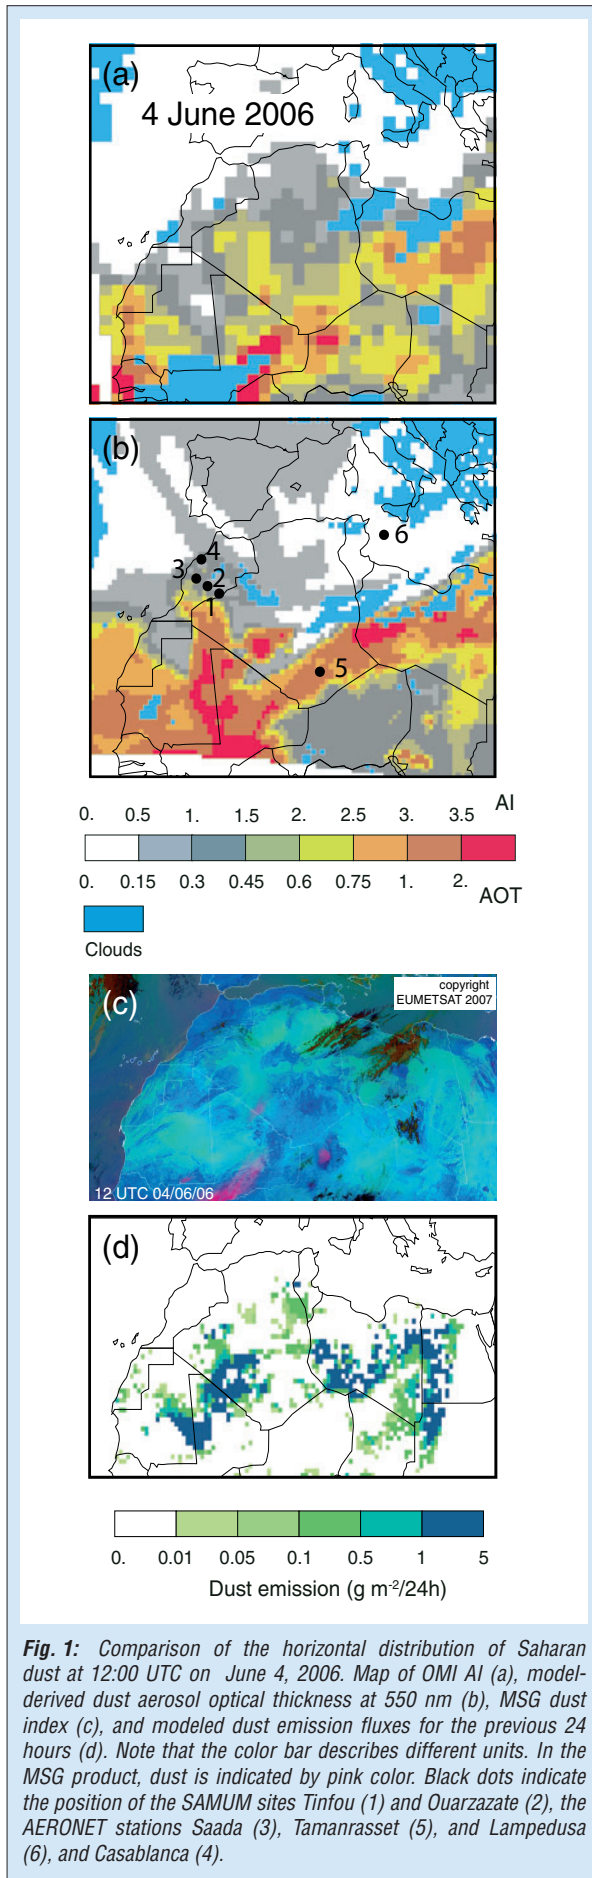 (a)
4 June 2006
(b)
6
4
3
2
1
5
0. 0.5 1. 1.5 2. 2.5 3. 3.5 AI
0. 0.15 0.3 0.45 0.6 0.75 1. 2. AOT
Clouds
(c)
copyright
EUMETSAT 2007
12 UTC 04/06/06
(d)
0. 0.01 0.05 0.1 0.5 1 5
Dust emission (g m⁻²/24h)
Fig. 1: Comparison of the horizontal distribution of Saharan
dust at 12:00 UTC on June 4, 2006. Map of OMI AI (a), model-
derived dust aerosol optical thickness at 550 nm (b), MSG dust
index (c), and modeled dust emission fluxes for the previous 24
hours (d). Note that the color bar describes different units. In the
MSG product, dust is indicated by pink color. Black dots indicate
the position of the SAMUM sites Tinfou (1) and Ouarzazate (2), the
AERONET stations Saada (3), Tamanrasset (5), and Lampedusa
(6), and Casablanca (4).